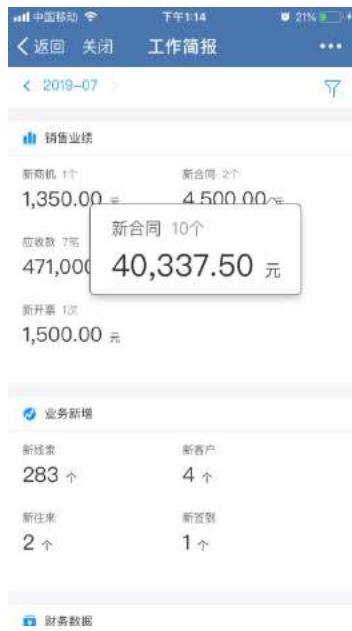 中国移动 下午1:14 21%
返回 关闭 工作简报
2019-07
销售业绩
新商机 1个 新合同 2个
1,350.00 元 4,500.00 元
新合同 10个
应收款 7笔
40,337.50 元
471,000
新开票 1次
1,500.00 元
业务新增
新线索 新客户
283 个 4 个
新往来 新签到
2 个 1 个
财务数据